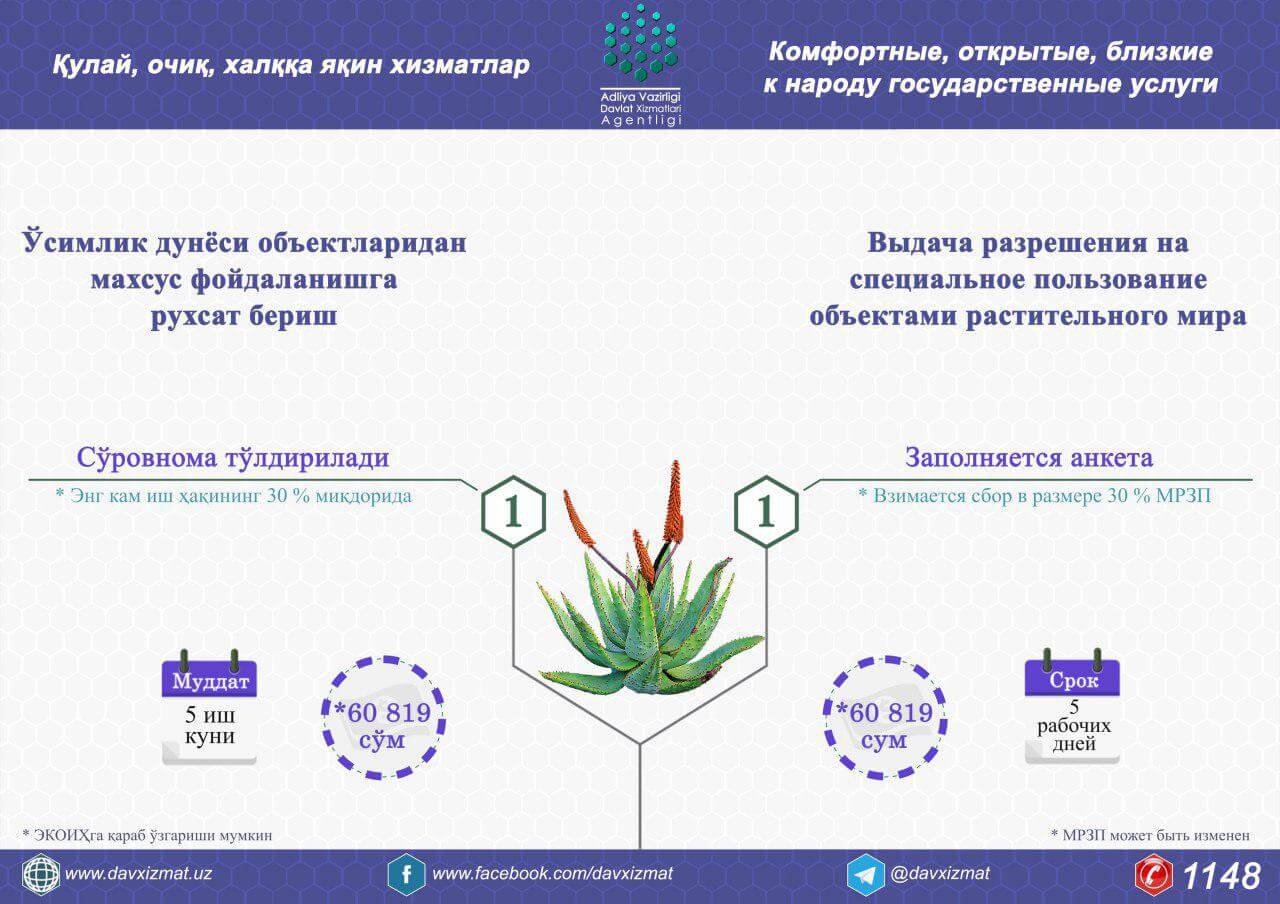 Қулай, очиқ, халққа яқин хизматлар
Adliya Vazirligi
Davlat Xizmatlari
Agentligi
Комфортные, открытые, близкие
к народу государственные услуги
Ўсимлик дунёси объектларидан
махсус фойдаланишга
рухсат бериш
Выдача разрешения на
специальное пользование
объектами растительного мира
Сўровнома тўлдирилади
* Энг кам иш ҳақининг 30 % миқдорида
1
Заполняется анкета
* Взимается сбор в размере 30 % МРЗП
1
Муддат
5 иш
куни
*60 819
сўм
*60 819
сум
Срок
5
рабочих
дней
* ЭКОИҲга қараб ўзгариши мумкин
* МРЗП может быть изменен
www.davxizmat.uz
www.facebook.com/davxizmat
@davxizmat
1148